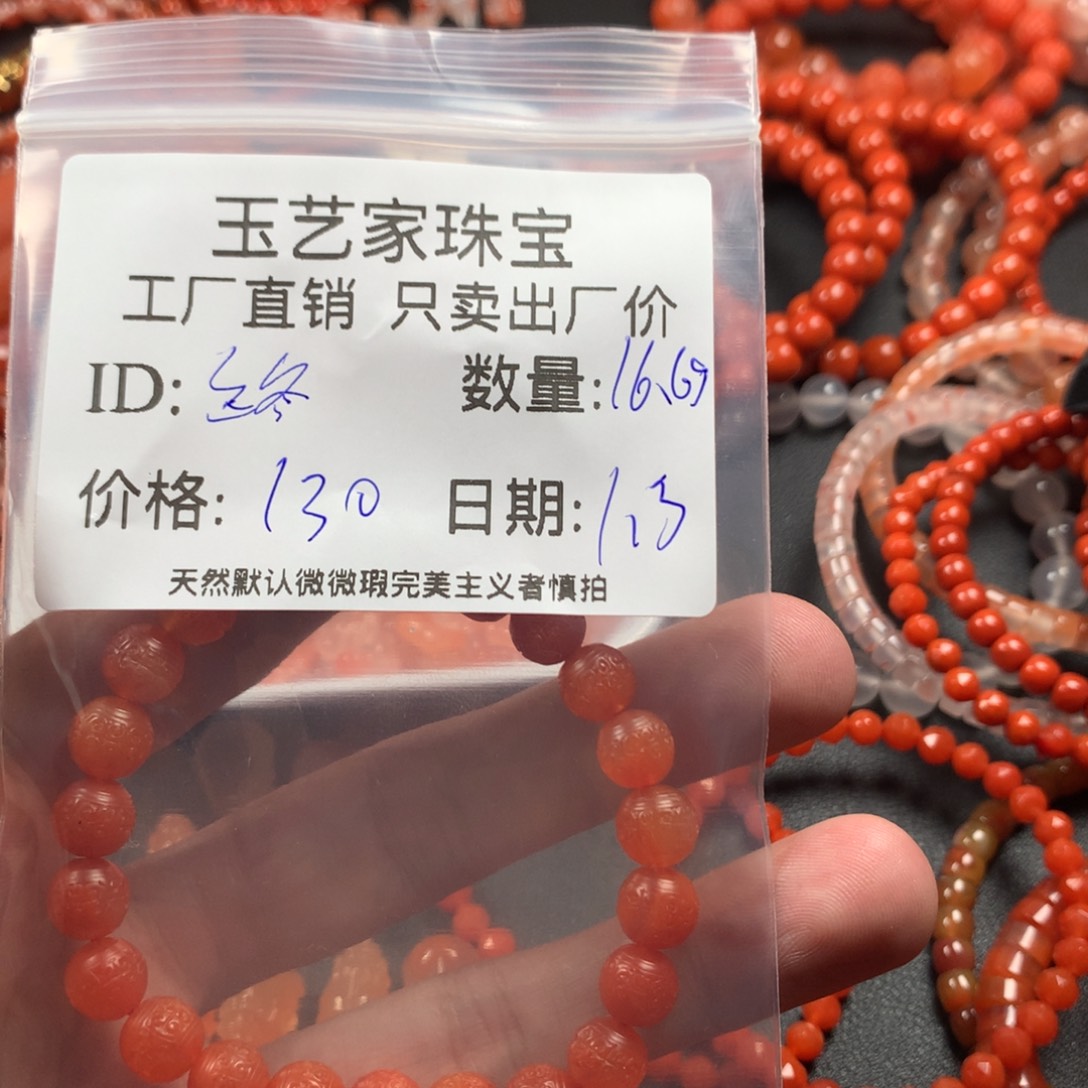 玉艺家珠宝
工厂直销 只卖出厂价
ID: 数量:16.69
价格:130 日期:1.3
天然默认微微瑕完美主义者慎拍